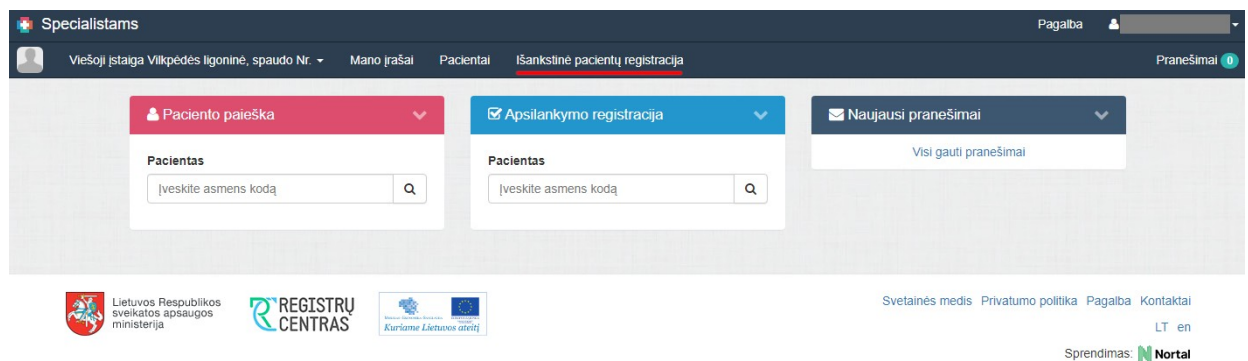 Specialistams
Pagalba
Viešoji įstaiga Vilkpėdės ligoninė, spaudo Nr. Mano įrašai Pacientai Išankstinė pacientų registracija Pranešimai 0
Paciento paieška
Pacientas
Įveskite asmens kodą
Apsilankymo registracija
Pacientas
Įveskite asmens kodą
Naujausi pranešimai
Visi gauti pranešimai
Lietuvos Respublikos
sveikatos apsaugos
ministerija
REGISTRŲ
CENTRAS
Kuriame Lietuvos ateitį
Svetainės medis Privatumo politika Pagalba Kontaktai
LT en
Sprendimas: Nortal